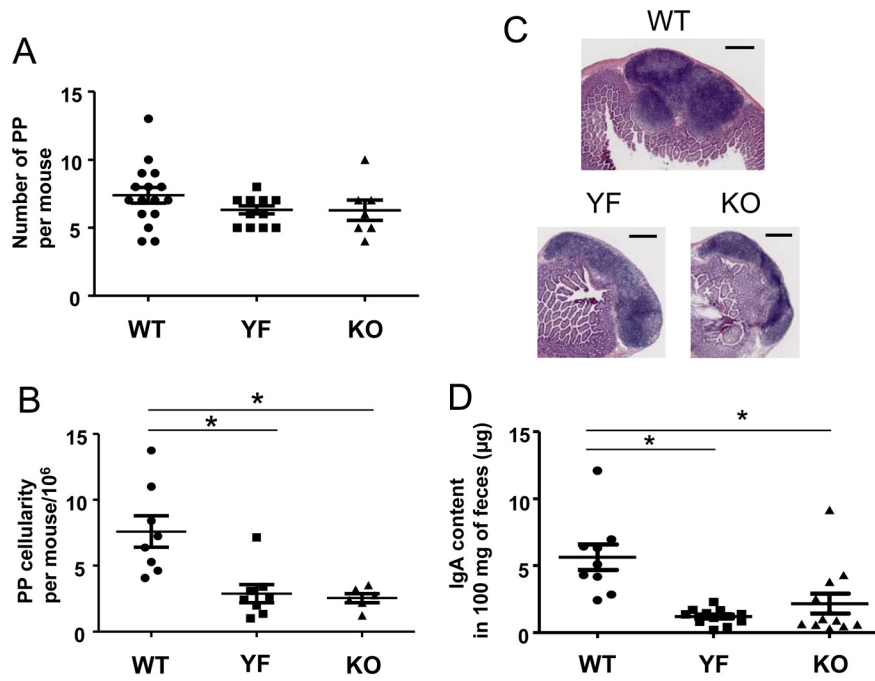 A
Number of PP
per mouse
15
10
5
0
WT
YF
KO
B
PP cellularity
per mouse/10⁶
15
10
5
0
*
*
WT
YF
KO
C
WT
YF
KO
D
IgA content
in 100 mg of feces (µg)
15
10
5
0
*
*
WT
YF
KO